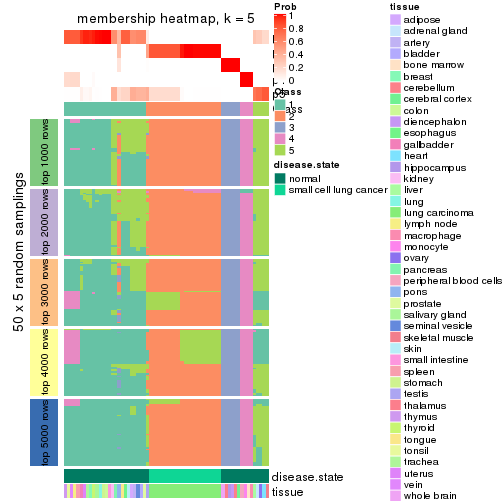 membership heatmap, k = 5
50 x 5 random samplings
top 1000 rows
top 2000 rows
top 3000 rows
top 4000 rows
top 5000 rows
disease.state
tissue
Prob
1
0.8
0.6
0.4
0.2
0
Class
1
2
3
4
5
disease.state
normal
small cell lung cancer
tissue
adipose
adrenal gland
artery
bladder
bone marrow
breast
cerebellum
cerebral cortex
colon
diencephalon
esophagus
gallbladder
heart
hippocampus
kidney
liver
lung
lung carcinoma
lymph node
macrophage
monocyte
ovary
pancreas
peripheral blood cells
pons
prostate
salivary gland
seminal vesicle
skeletal muscle
skin
small intestine
spleen
stomach
testis
thalamus
thymus
thyroid
tongue
tonsil
trachea
uterus
vein
whole brain